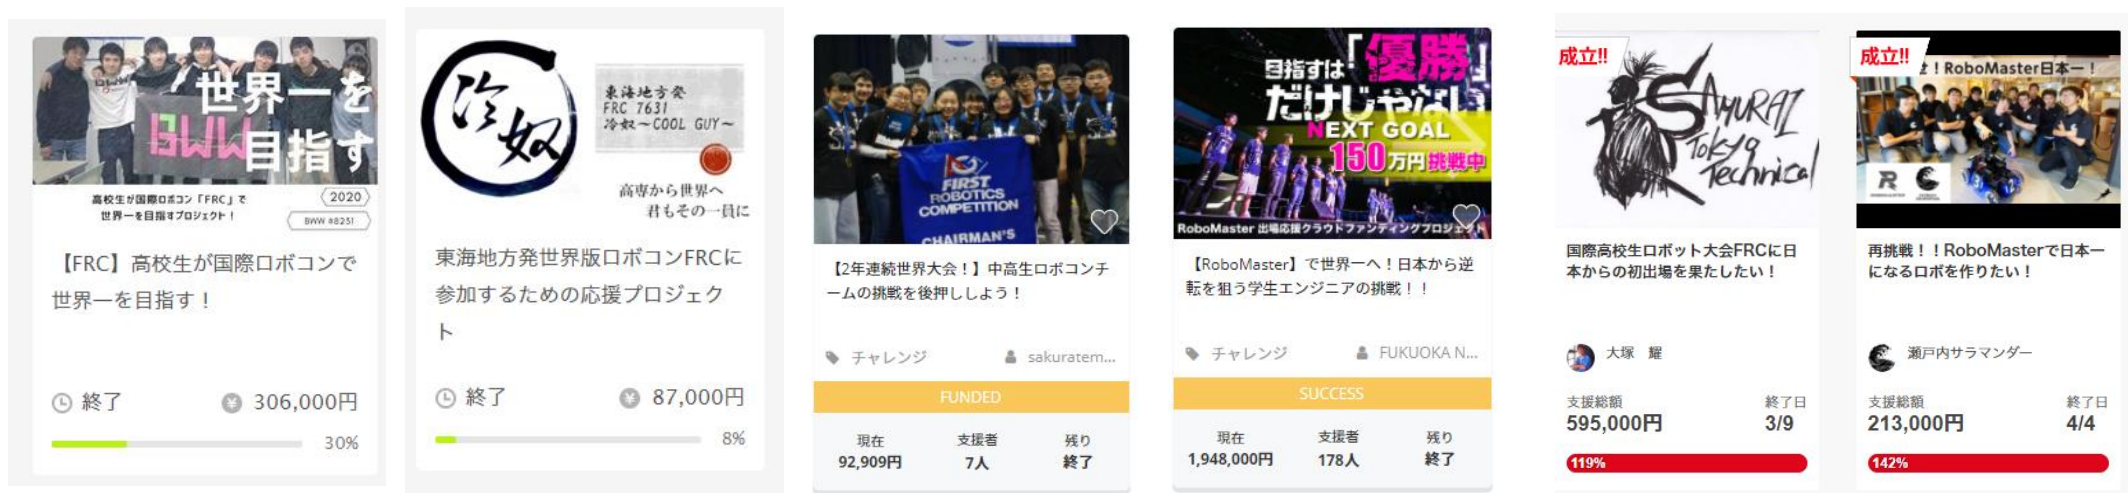 世界一を
目指す
BWW
高校生が国際ロボコン「FRC」で
世界一を目指すプロジェクト！
2020
BWW #8231
【FRC】高校生が国際ロボコンで
世界一を目指す！
終了
306,000円
30%
冷奴
東海地方発
FRC 7631
冷奴～COOL GUY～
高専から世界へ
君もその一員に
東海地方発世界版ロボコンFRCに
参加するための応援プロジェク
ト
終了
87,000円
8%
FIRST
ROBOTICS
COMPETITION
CHAIRMAN'S
【2年連続世界大会！】中高生ロボコンチ
ームの挑戦を後押ししよう！
チャレンジ
sakuratem...
FUNDED
現在
支援者
残り
92,909円
7人
終了
目指すは「優勝」
だけじゃない
NEXT GOAL
150万円挑戦中
RoboMaster 出場応援クラウドファンディングプロジェクト
【RoboMaster】で世界一へ！日本から逆
転を狙う学生エンジニアの挑戦！！
チャレンジ
FUKUOKA N...
SUCCESS
現在
支援者
残り
1,948,000円
178人
終了
成立!!
SAMURAI
Tokyo
Technical
国際高校生ロボット大会FRCに日
本からの初出場を果たしたい！
大塚 耀
支援総額
終了日
595,000円
3/9
119%
成立!!
！RoboMaster日本一！
再挑戦！！RoboMasterで日本一
になるロボを作りたい！
瀬戸内サラマンダー
支援総額
終了日
213,000円
4/4
142%